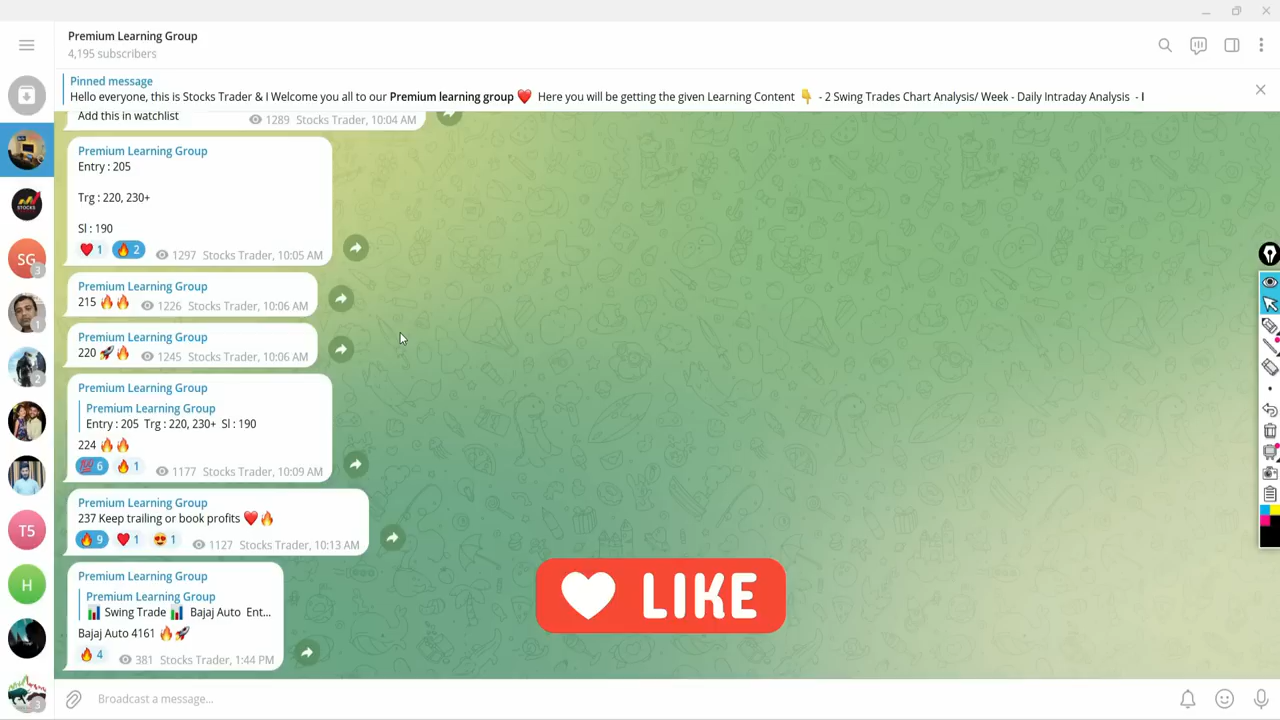 Premium Learning Group
4,195 subscribers
Pinned message
Hello everyone, this is Stocks Trader & I Welcome you all to our Premium learning group ❤️ Here you will be getting the given Learning Content 👇 - 2 Swing Trades Chart Analysis/ Week - Daily Intraday Analysis - I
Add this in watchlist
1289 Stocks Trader, 10:04 AM
Premium Learning Group
Entry : 205
Trg : 220, 230+
Sl : 190
❤️ 1 🔥 2 1297 Stocks Trader, 10:05 AM
Premium Learning Group
215 🔥🔥 1226 Stocks Trader, 10:06 AM
Premium Learning Group
220 🚀🔥 1245 Stocks Trader, 10:06 AM
Premium Learning Group
Premium Learning Group
Entry : 205 Trg : 220, 230+ Sl : 190
224 🔥🔥
💯 6 🔥 1 1177 Stocks Trader, 10:09 AM
Premium Learning Group
237 Keep trailing or book profits ❤️🔥
🔥 9 ❤️ 1 😍 1 1127 Stocks Trader, 10:13 AM
Premium Learning Group
Premium Learning Group
📊 Swing Trade 📊 Bajaj Auto Ent...
Bajaj Auto 4161 🔥🚀
🔥 4 381 Stocks Trader, 1:44 PM
LIKE
Broadcast a message...
STOCKS
SG
3
1
2
T5
H
3